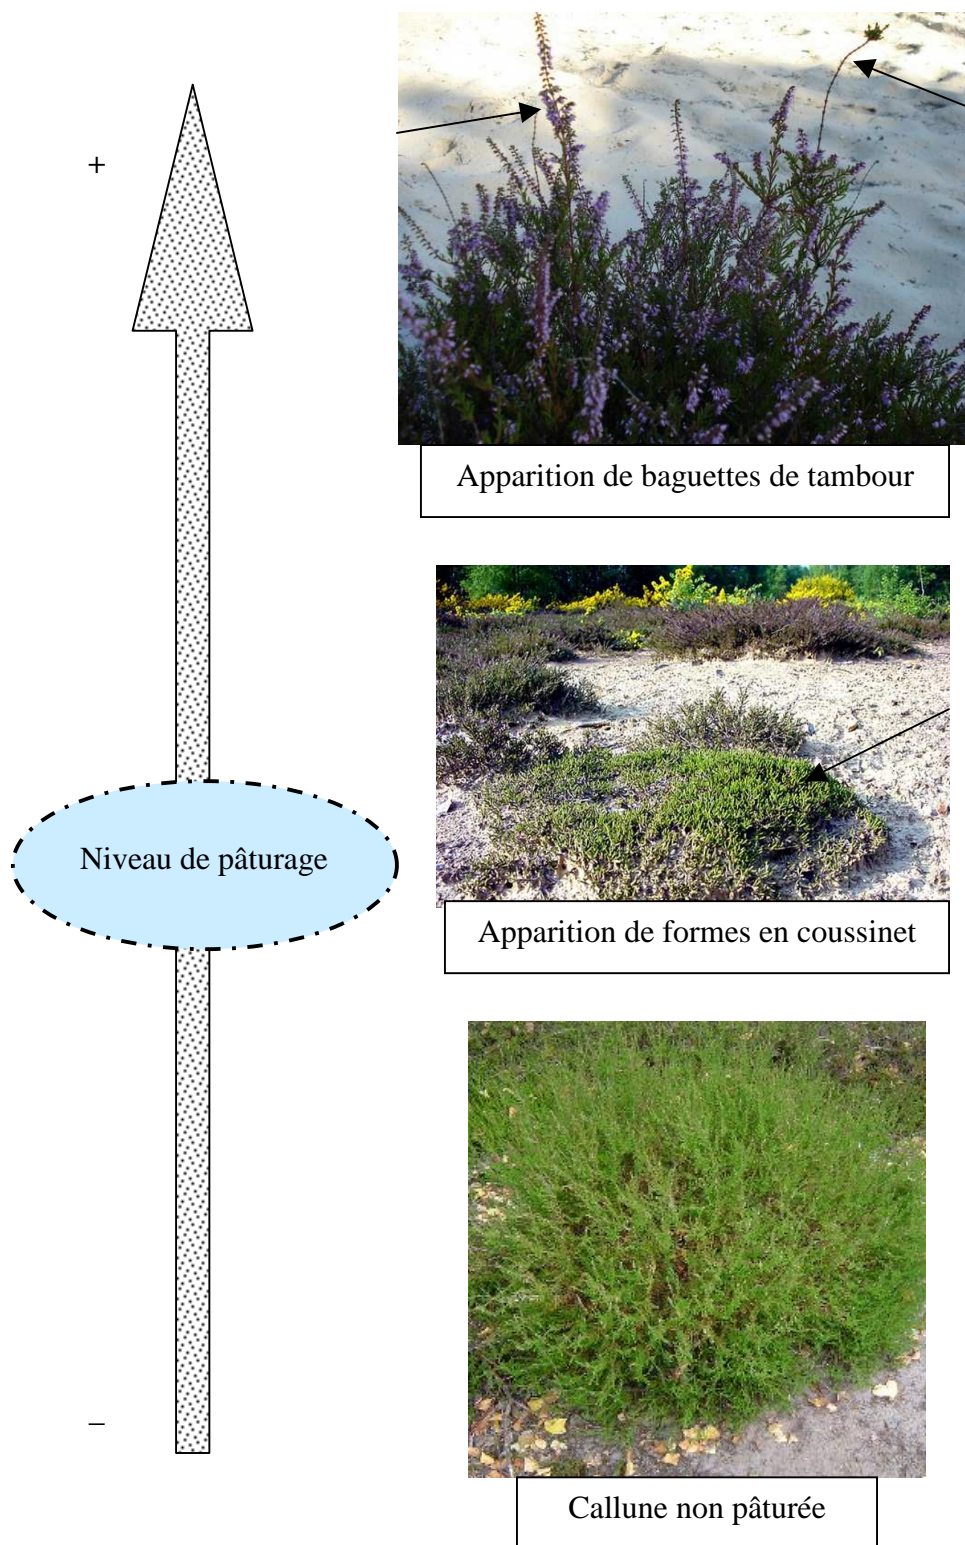 +
Apparition de baguettes de tambour
Apparition de formes en coussinet
Niveau de pâturage
–
Callune non pâturée